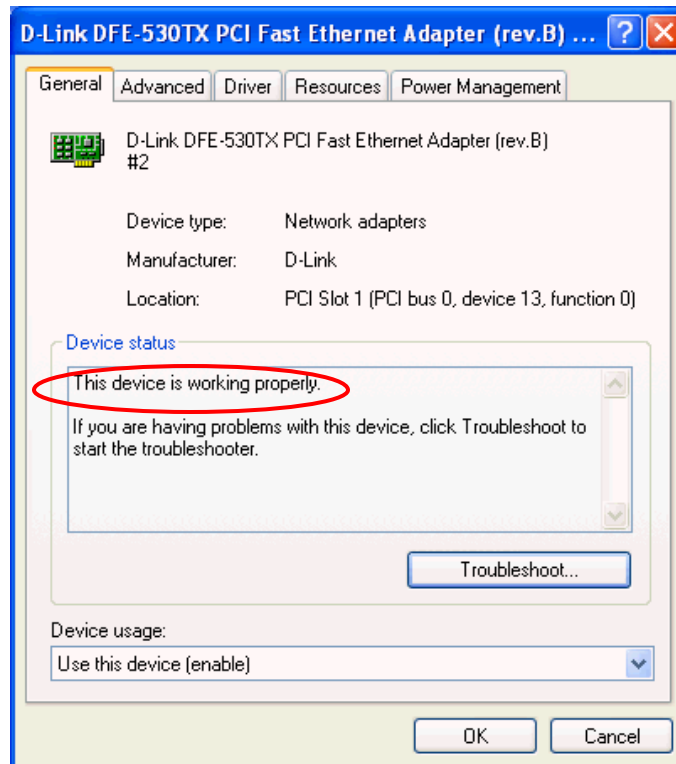 D-Link DFE-530TX PCI Fast Ethernet Adapter (rev.B) ...
General Advanced Driver Resources Power Management
D-Link DFE-530TX PCI Fast Ethernet Adapter (rev.B)
#2
Device type: Network adapters
Manufacturer: D-Link
Location: PCI Slot 1 (PCI bus 0, device 13, function 0)
Device status
This device is working properly.
If you are having problems with this device, click Troubleshoot to
start the troubleshooter.
Troubleshoot...
Device usage:
Use this device (enable)
OK Cancel